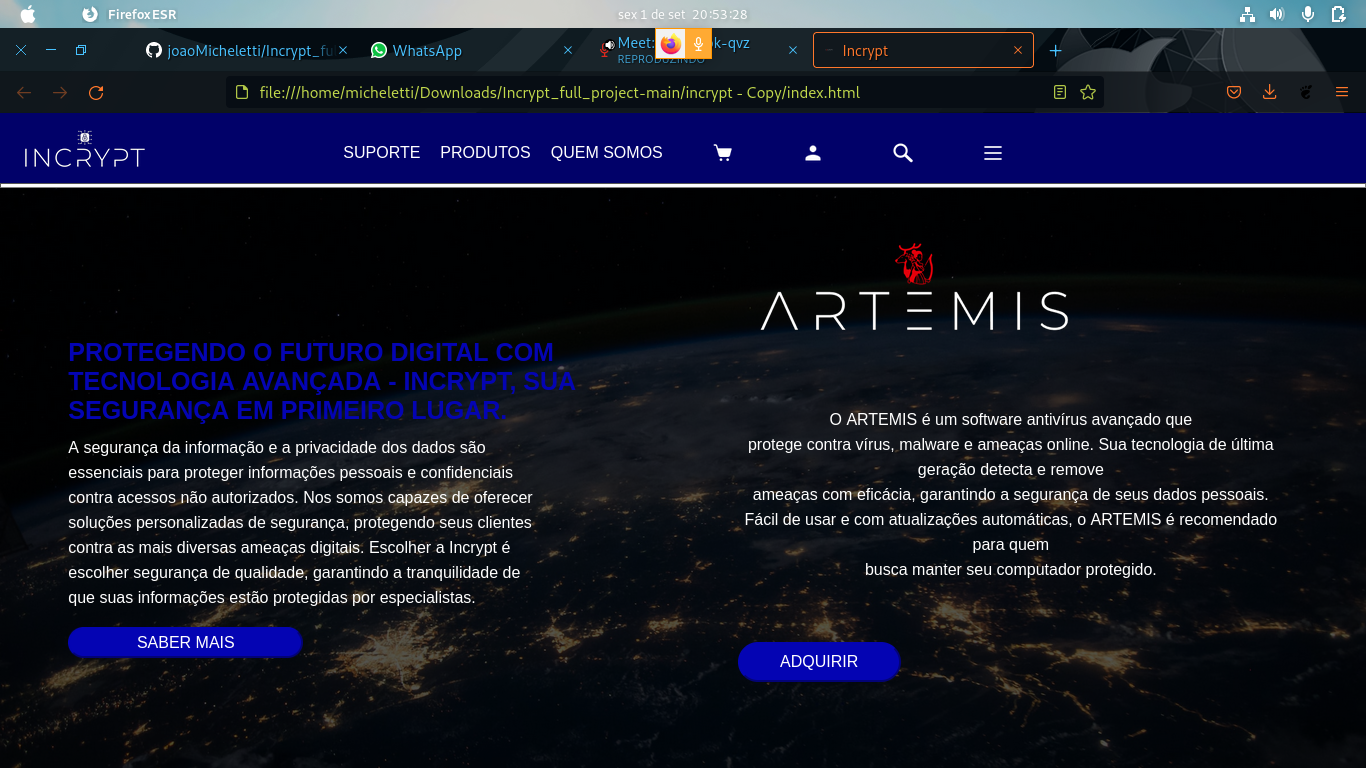 Firefox ESR
sex 1 de set 20:53:28
joaoMicheletti/Incrypt_fu
WhatsApp
Meet:
k-qvz
REPRODUZINDO
Incrypt
file:///home/micheletti/Downloads/Incrypt_full_project-main/incrypt - Copy/index.html
INCRYPT
SUPORTE
PRODUTOS
QUEM SOMOS
PROTEGENDO O FUTURO DIGITAL COM
TECNOLOGIA AVANÇADA - INCRYPT, SUA
SEGURANÇA EM PRIMEIRO LUGAR.
A segurança da informação e a privacidade dos dados são
essenciais para proteger informações pessoais e confidenciais
contra acessos não autorizados. Nos somos capazes de oferecer
soluções personalizadas de segurança, protegendo seus clientes
contra as mais diversas ameaças digitais. Escolher a Incrypt é
escolher segurança de qualidade, garantindo a tranquilidade de
que suas informações estão protegidas por especialistas.
SABER MAIS
ARTEMIS
O ARTEMIS é um software antivírus avançado que
protege contra vírus, malware e ameaças online. Sua tecnologia de última
geração detecta e remove
ameaças com eficácia, garantindo a segurança de seus dados pessoais.
Fácil de usar e com atualizações automáticas, o ARTEMIS é recomendado
para quem
busca manter seu computador protegido.
ADQUIRIR